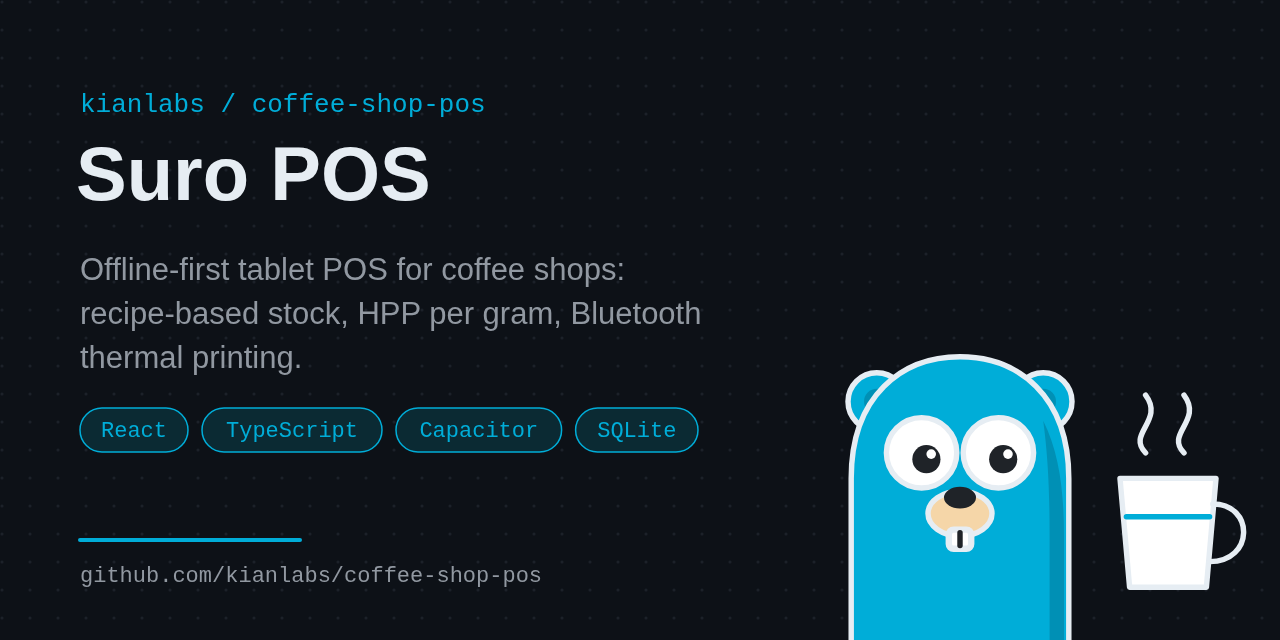 kianlabs / coffee-shop-pos
Suro POS
Offline-first tablet POS for coffee shops:
recipe-based stock, HPP per gram, Bluetooth
thermal printing.
React TypeScript Capacitor SQLite
github.com/kianlabs/coffee-shop-pos